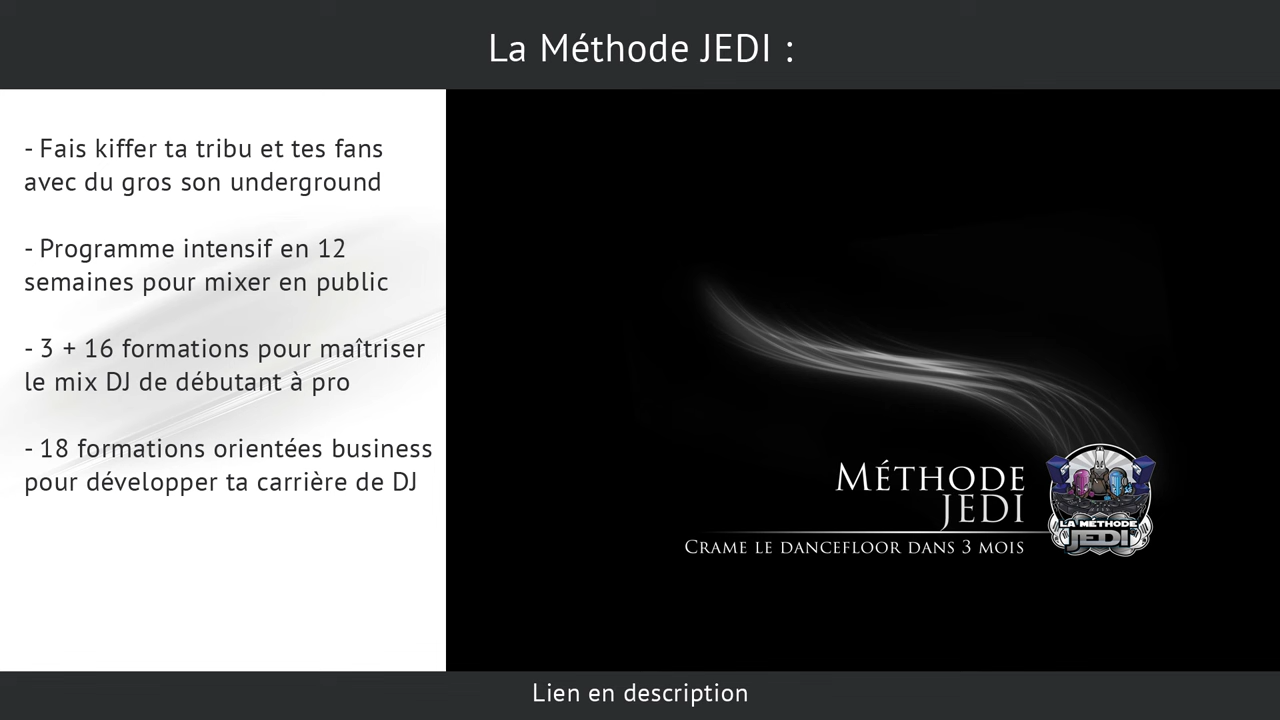 La Méthode JEDI :
- Fais kiffer ta tribu et tes fans
avec du gros son underground
- Programme intensif en 12
semaines pour mixer en public
- 3 + 16 formations pour maîtriser
le mix DJ de débutant à pro
- 18 formations orientées business
pour développer ta carrière de DJ
MÉTHODE
JEDI
CRAME LE DANCEFLOOR DANS 3 MOIS
LA MÉTHODE
JEDI
Lien en description